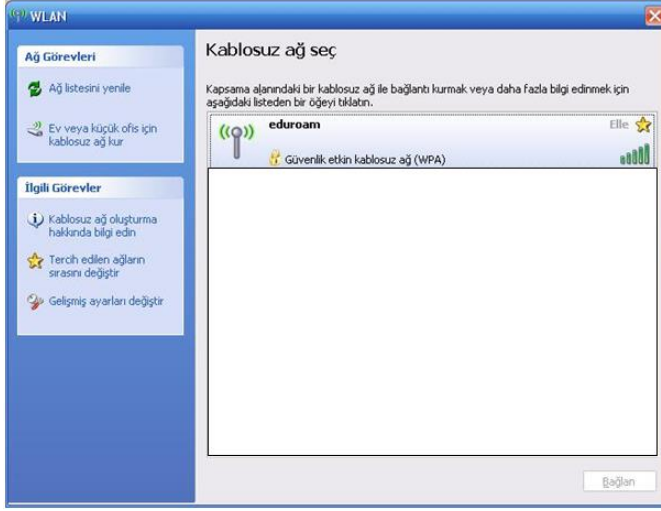 WLAN
Ağ Görevleri
Ağ listesini yenile
Ev veya küçük ofis için
kablosuz ağ kur
İlgili Görevler
Kablosuz ağ oluşturma
hakkında bilgi edin
Tercih edilen ağların
sırasını değiştir
Gelişmiş ayarları değiştir
Kablosuz ağ seç
Kapsama alanındaki bir kablosuz ağ ile bağlantı kurmak veya daha fazla bilgi edinmek için
aşağıdaki listeden bir öğeyi tıklatın.
eduroam Elle
Güvenlik etkin kablosuz ağ (WPA)
Bağlan